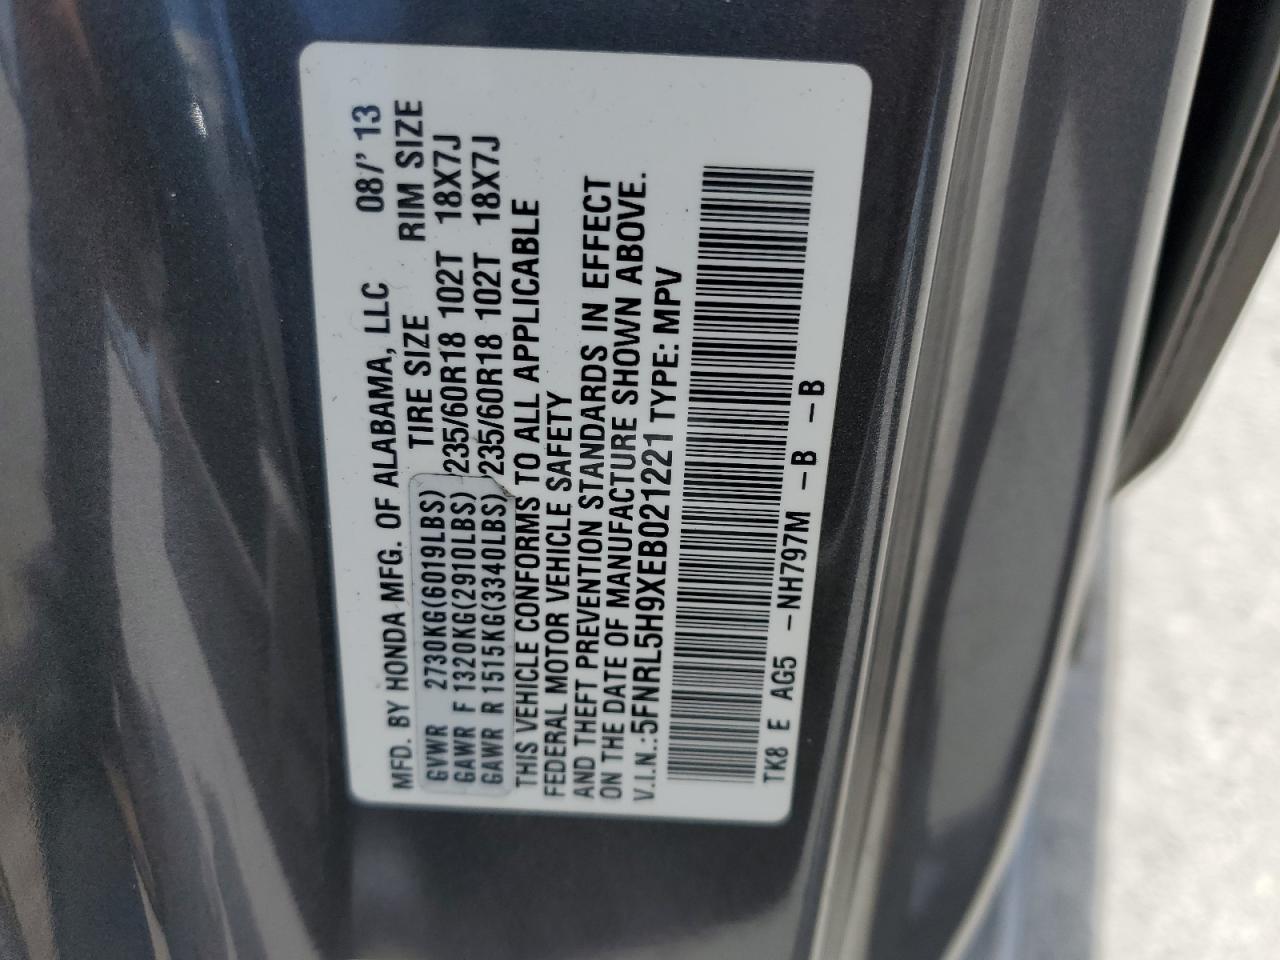 MFD. BY HONDA MFG. OF ALABAMA, LLC 08/'13
TIRE SIZE RIM SIZE
GVWR 2730KG(6019LBS)
GAWR F 1320KG(2910LBS) 235/60R18 102T 18X7J
GAWR R 1515KG(3340LBS) 235/60R18 102T 18X7J
THIS VEHICLE CONFORMS TO ALL APPLICABLE
FEDERAL MOTOR VEHICLE SAFETY
AND THEFT PREVENTION STANDARDS IN EFFECT
ON THE DATE OF MANUFACTURE SHOWN ABOVE.
V.I.N.:5FNRL5H9XEB021221 TYPE: MPV
TK8 E AG5 -NH797M -B -B